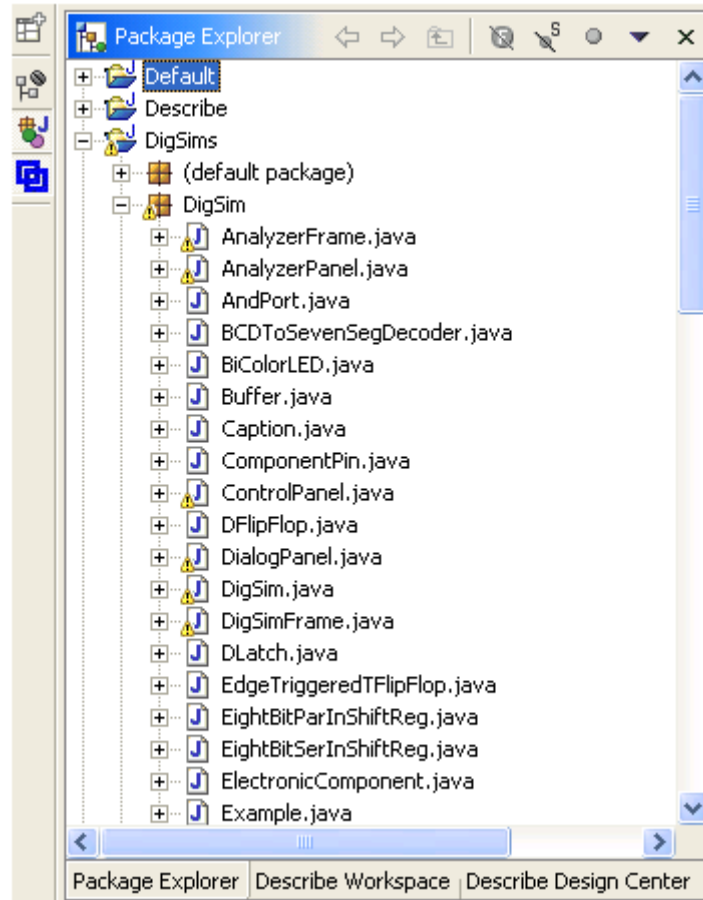 Package Explorer
Default
Describe
DigSims
(default package)
DigSim
AnalyzerFrame.java
AnalyzerPanel.java
AndPort.java
BCDToSevenSegDecoder.java
BiColorLED.java
Buffer.java
Caption.java
ComponentPin.java
ControlPanel.java
DFlipFlop.java
DialogPanel.java
DigSim.java
DigSimFrame.java
DLatch.java
EdgeTriggeredTFlipFlop.java
EightBitParInShiftReg.java
EightBitSerInShiftReg.java
ElectronicComponent.java
Example.java
Package Explorer Describe Workspace Describe Design Center